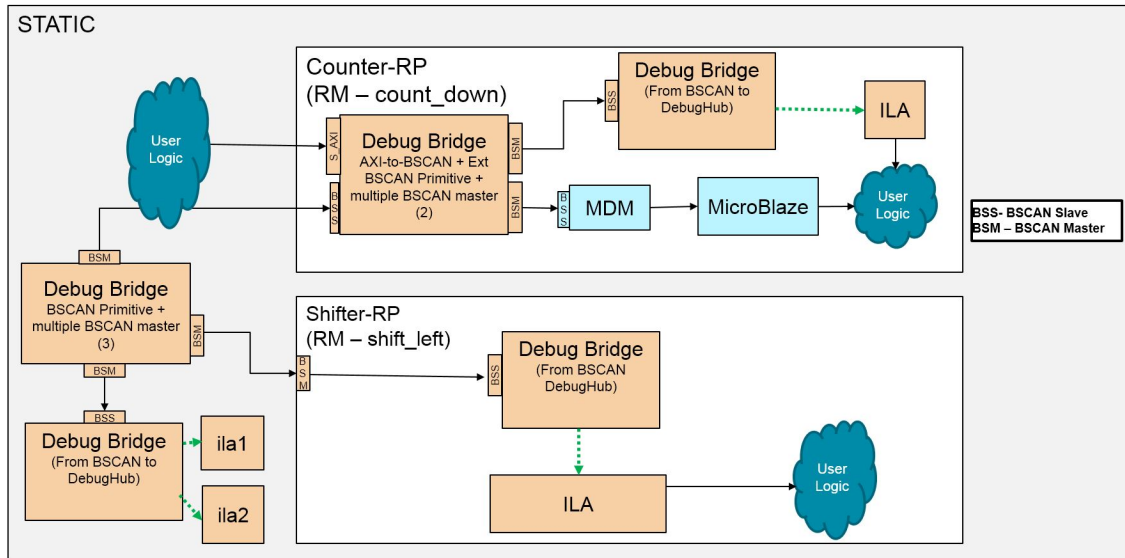 STATIC
User
Logic
Counter-RP
(RM – count_down)
S_AXI
BSS
Debug Bridge
AXI-to-BSCAN + Ext
BSCAN Primitive +
multiple BSCAN master
(2)
BSM
BSM
BSS
Debug Bridge
(From BSCAN to
DebugHub)
ILA
BSS
MDM
MicroBlaze
User
Logic
BSS- BSCAN Slave
BSM – BSCAN Master
BSM
Debug Bridge
BSCAN Primitive +
multiple BSCAN master
(3)
BSM
BSM
BSS
Debug Bridge
(From BSCAN to
DebugHub)
ila1
ila2
Shifter-RP
(RM – shift_left)
BSM
BSS
Debug Bridge
(From BSCAN
DebugHub)
ILA
User
Logic